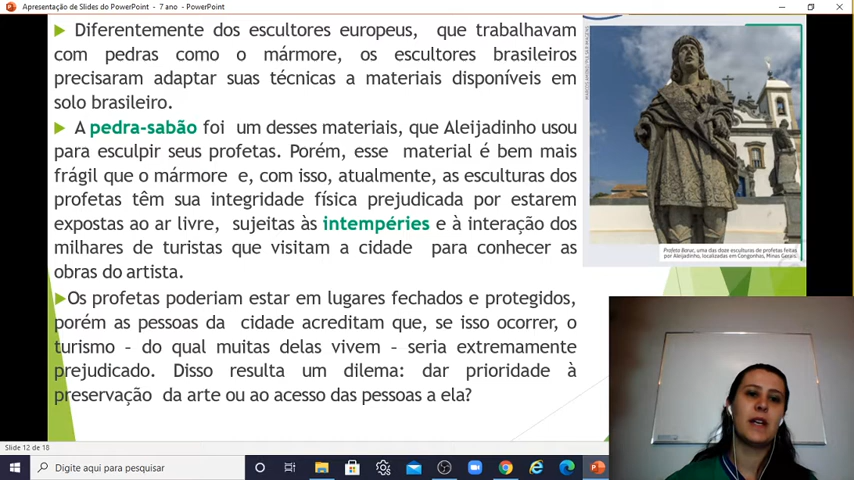 Apresentação de Slides do PowerPoint - 7 ano - PowerPoint
Diferentemente dos escultores europeus, que trabalhavam
com pedras como o mármore, os escultores brasileiros
precisaram adaptar suas técnicas a materiais disponíveis em
solo brasileiro.
A pedra-sabão foi um desses materiais, que Aleijadinho usou
para esculpir seus profetas. Porém, esse material é bem mais
frágil que o mármore e, com isso, atualmente, as esculturas dos
profetas têm sua integridade física prejudicada por estarem
expostas ao ar livre, sujeitas às intempéries e à interação dos
milhares de turistas que visitam a cidade para conhecer as
obras do artista.
Os profetas poderiam estar em lugares fechados e protegidos,
porém as pessoas da cidade acreditam que, se isso ocorrer, o
turismo – do qual muitas delas vivem – seria extremamente
prejudicado. Disso resulta um dilema: dar prioridade à
preservação da arte ou ao acesso das pessoas a ela?
Profeta Baruc, uma das doze esculturas de profetas feitas
por Aleijadinho, localizadas em Congonhas, Minas Gerais.
Slide 12 de 18
Digite aqui para pesquisar